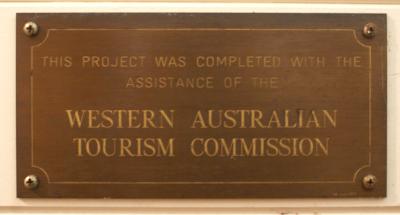 THIS PROJECT WAS COMPLETED WITH THE
ASSISTANCE OF THE
WESTERN AUSTRALIAN
TOURISM COMMISSION